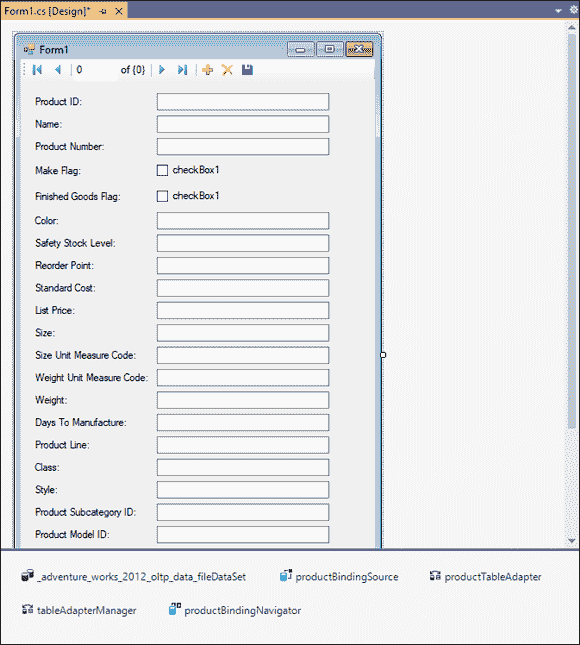 Form1.cs [Design]*
Form1
0 of {0}
Product ID:
Name:
Product Number:
Make Flag: checkBox1
Finished Goods Flag: checkBox1
Color:
Safety Stock Level:
Reorder Point:
Standard Cost:
List Price:
Size:
Size Unit Measure Code:
Weight Unit Measure Code:
Weight:
Days To Manufacture:
Product Line:
Class:
Style:
Product Subcategory ID:
Product Model ID:
_adventure_works_2012_oltp_data_fileDataSet productBindingSource productTableAdapter
tableAdapterManager productBindingNavigator